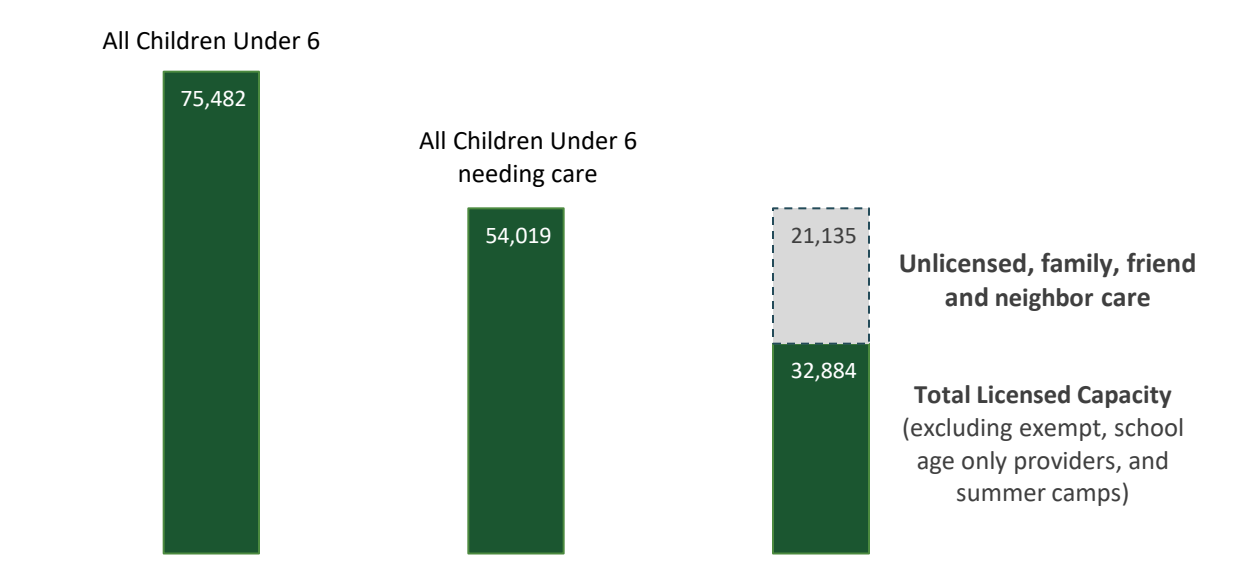 All Children Under 6
75,482
All Children Under 6
needing care
54,019
21,135
Unlicensed, family, friend
and neighbor care
32,884
Total Licensed Capacity
(excluding exempt, school
age only providers, and
summer camps)